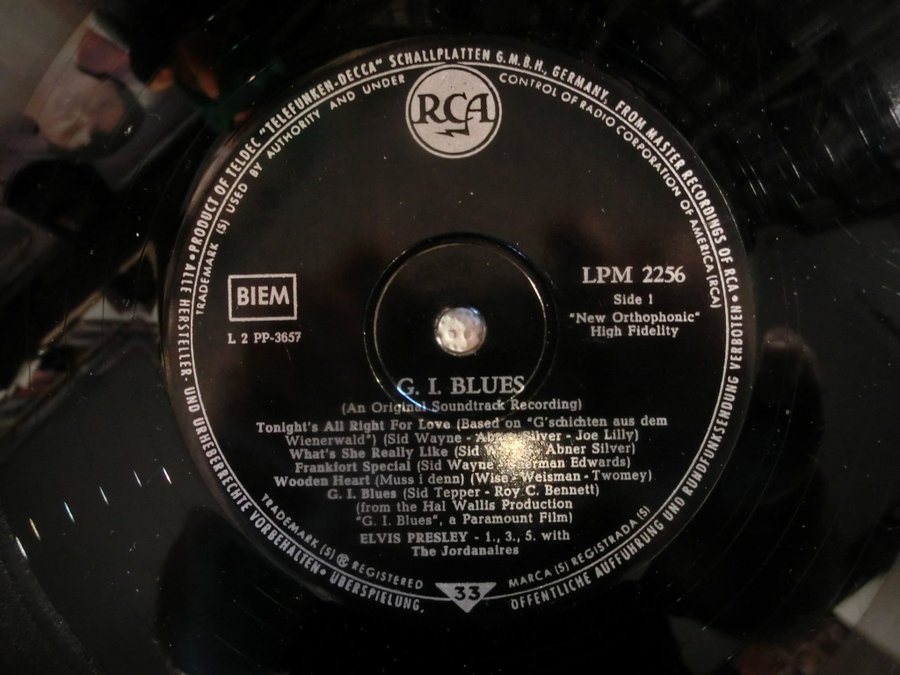 • PRODUCT OF TELDEC "TELEFUNKEN-DECCA" SCHALLPLATTEN G.M.B.H., GERMANY, FROM MASTER RECORDINGS OF RCA •
TRADEMARK (S) USED BY AUTHORITY AND UNDER CONTROL OF RADIO CORPORATION OF AMERICA (RCA)
RCA
BIEM
L 2 PP-3657
LPM 2256
Side 1
"New Orthophonic"
High Fidelity
G. I. BLUES
(An Original Soundtrack Recording)
Tonight's All Right For Love (Based on "G'schichten aus dem
Wienerwald") (Sid Wayne - Abner Silver - Joe Lilly)
What's She Really Like (Sid Abner Silver)
Frankfort Special (Sid Wayne Edwards)
Wooden Heart (Muss i denn) (Wise - Weisman - Twomey)
G. I. Blues (Sid Tepper - Roy C. Bennett)
(from the Hal Wallis Production
"G. I. Blues", a Paramount Film)
ELVIS PRESLEY - 1., 3., 5. with
The Jordanaires
TRADEMARK (S) ® REGISTERED
33
MARCA (S) REGISTRADA (S)
ALLE HERSTELLER- UND URHEBERRECHTE VORBEHALTEN • ÜBERSPIELUNG, ÖFFENTLICHE AUFFÜHRUNG UND RUNDFUNKSENDUNG VERBOTEN